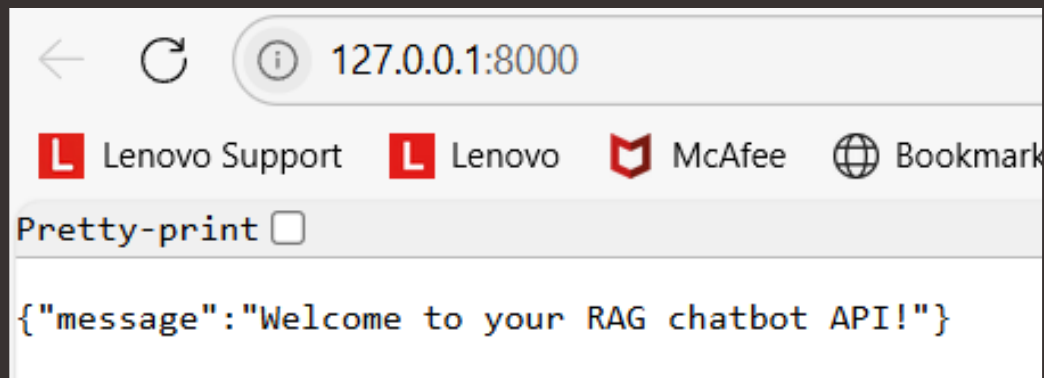 127.0.0.1:8000
L Lenovo Support L Lenovo McAfee Bookmark
Pretty-print
{"message":"Welcome to your RAG chatbot API!"}